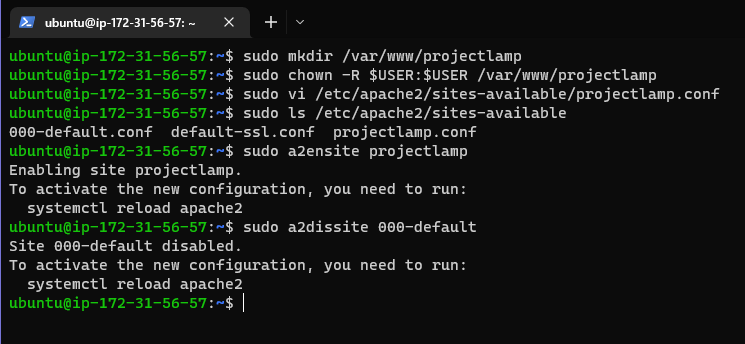 ubuntu@ip-172-31-56-57: ~
ubuntu@ip-172-31-56-57:~$ sudo mkdir /var/www/projectlamp
ubuntu@ip-172-31-56-57:~$ sudo chown -R $USER:$USER /var/www/projectlamp
ubuntu@ip-172-31-56-57:~$ sudo vi /etc/apache2/sites-available/projectlamp.conf
ubuntu@ip-172-31-56-57:~$ sudo ls /etc/apache2/sites-available
000-default.conf  default-ssl.conf  projectlamp.conf
ubuntu@ip-172-31-56-57:~$ sudo a2ensite projectlamp
Enabling site projectlamp.
To activate the new configuration, you need to run:
  systemctl reload apache2
ubuntu@ip-172-31-56-57:~$ sudo a2dissite 000-default
Site 000-default disabled.
To activate the new configuration, you need to run:
  systemctl reload apache2
ubuntu@ip-172-31-56-57:~$